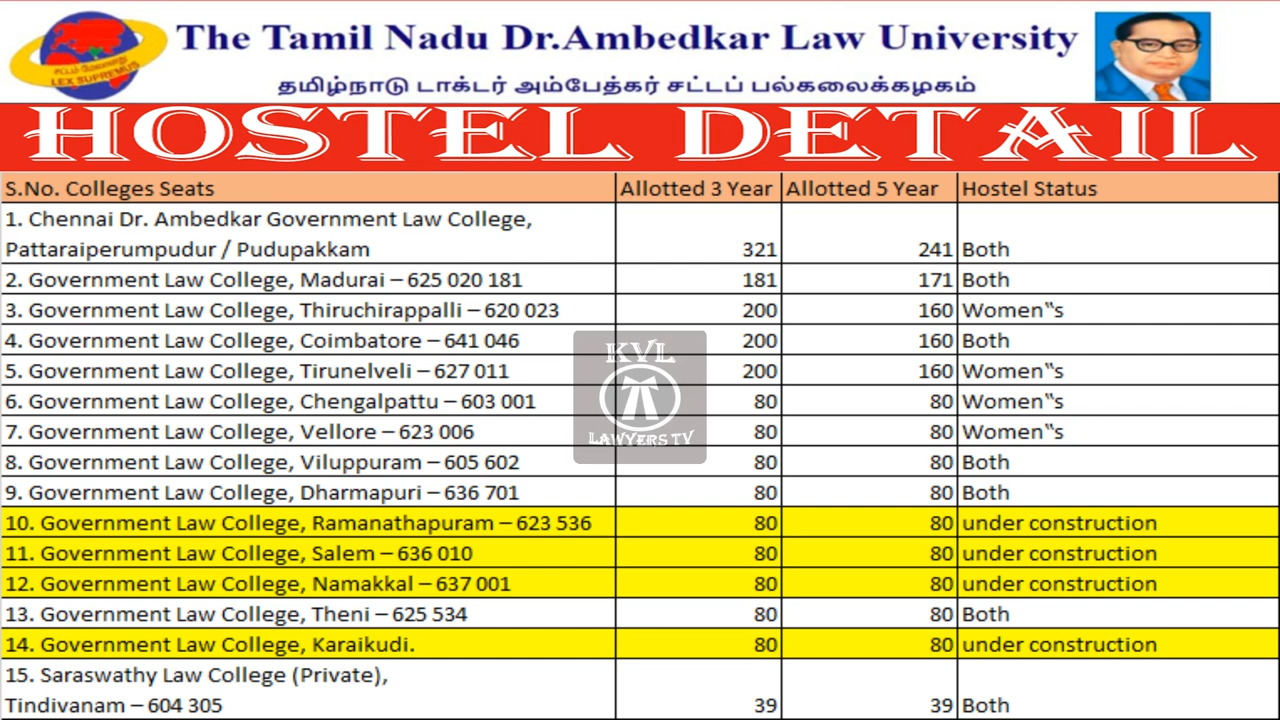 The Tamil Nadu Dr.Ambedkar Law University
தமிழ்நாடு டாக்டர் அம்பேத்கர் சட்டப் பல்கலைக்கழகம்
LEX SUPREMUS
HOSTEL DETAIL
S.No. Colleges Seats Allotted 3 Year Allotted 5 Year Hostel Status
1. Chennai Dr. Ambedkar Government Law College,
Pattaraiperumpudur / Pudupakkam 321 241 Both
2. Government Law College, Madurai – 625 020 181 181 171 Both
3. Government Law College, Thiruchirappalli – 620 023 200 160 Women‟s
4. Government Law College, Coimbatore – 641 046 200 160 Both
5. Government Law College, Tirunelveli – 627 011 200 160 Women‟s
6. Government Law College, Chengalpattu – 603 001 80 80 Women‟s
7. Government Law College, Vellore – 623 006 80 80 Women‟s
8. Government Law College, Viluppuram – 605 602 80 80 Both
9. Government Law College, Dharmapuri – 636 701 80 80 Both
10. Government Law College, Ramanathapuram – 623 536 80 80 under construction
11. Government Law College, Salem – 636 010 80 80 under construction
12. Government Law College, Namakkal – 637 001 80 80 under construction
13. Government Law College, Theni – 625 534 80 80 Both
14. Government Law College, Karaikudi. 80 80 under construction
15. Saraswathy Law College (Private),
Tindivanam – 604 305 39 39 Both
KVL
LAWYERS TV